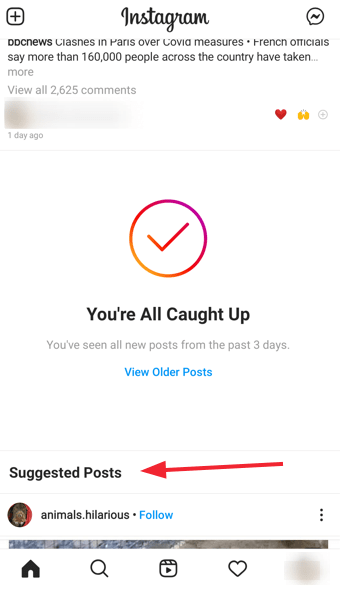 Instagram
bbcnews Clashes in Paris over Covid measures • French officials
say more than 160,000 people across the country have taken...
more
View all 2,625 comments
1 day ago
You're All Caught Up
You've seen all new posts from the past 3 days.
View Older Posts
Suggested Posts
animals.hilarious • Follow